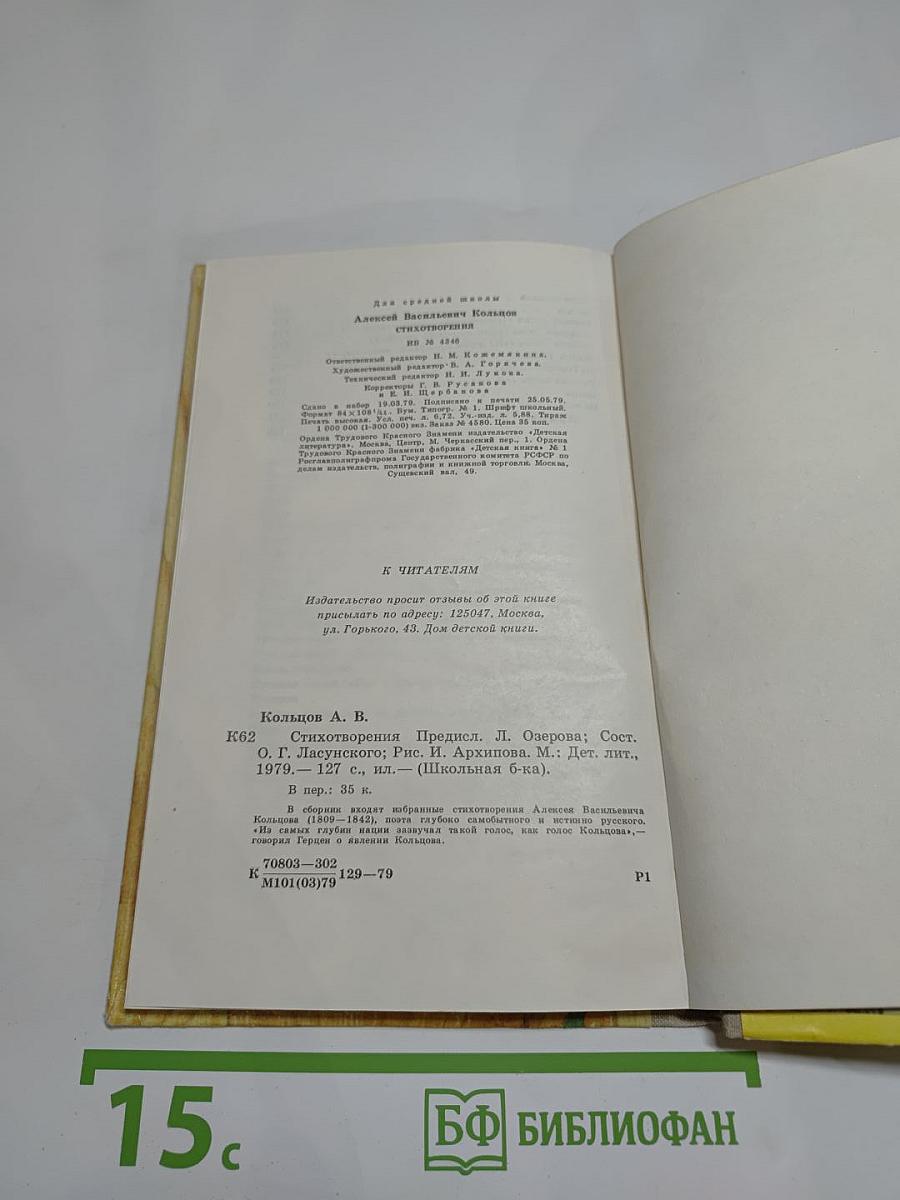 Для средней школы
Алексей Васильевич Кольцов
СТИХОТВОРЕНИЯ
ИБ № 4346
Ответственный редактор Н. М. Кожемякина.
Художественный редактор В. А. Горячева.
Технический редактор И. И. Лукова.
Корректоры Г. В. Русакова
и Е. И. Щербакова
Сдано в набор 19.03.79. Подписано к печати 25.05.79.
Формат 84×108 1/64. Бум. Типогр. № 1. Шрифт школьный.
Печать высокая. Усл. печ. л. 6,72. Уч.-изд. л. 5,88. Тираж
1 000 000 (1-300 000) экз. Заказ № 4580. Цена 35 коп.
Ордена Трудового Красного Знамени издательство «Детская
литература». Москва, Центр, М. Черкасский пер., 1. Ордена
Трудового Красного Знамени фабрика «Детская книга» № 1
Росглавполиграфпрома Государственного комитета РСФСР по
делам издательств, полиграфии и книжной торговли. Москва,
Сущевский вал, 49.
К ЧИТАТЕЛЯМ
Издательство просит отзывы об этой книге
присылать по адресу: 125047, Москва,
ул. Горького, 43. Дом детской книги.
Кольцов А. В.
К62 Стихотворения Предисл. Л. Озерова; Сост.
О. Г. Ласунского; Рис. И. Архипова. М.: Дет. лит.,
1979.— 127 с., ил.— (Школьная б-ка).
В пер.: 35 к.
В сборник входят избранные стихотворения Алексея Васильевича
Кольцова (1809—1842), поэта глубоко самобытного и истинно русского.
«Из самых глубин нации зазвучал такой голос, как голос Кольцова»,—
говорил Герцен о явлении Кольцова.
70803—302
К 129—79
М101(03)79
Р1
15 с
БФ БИБЛИОФАН